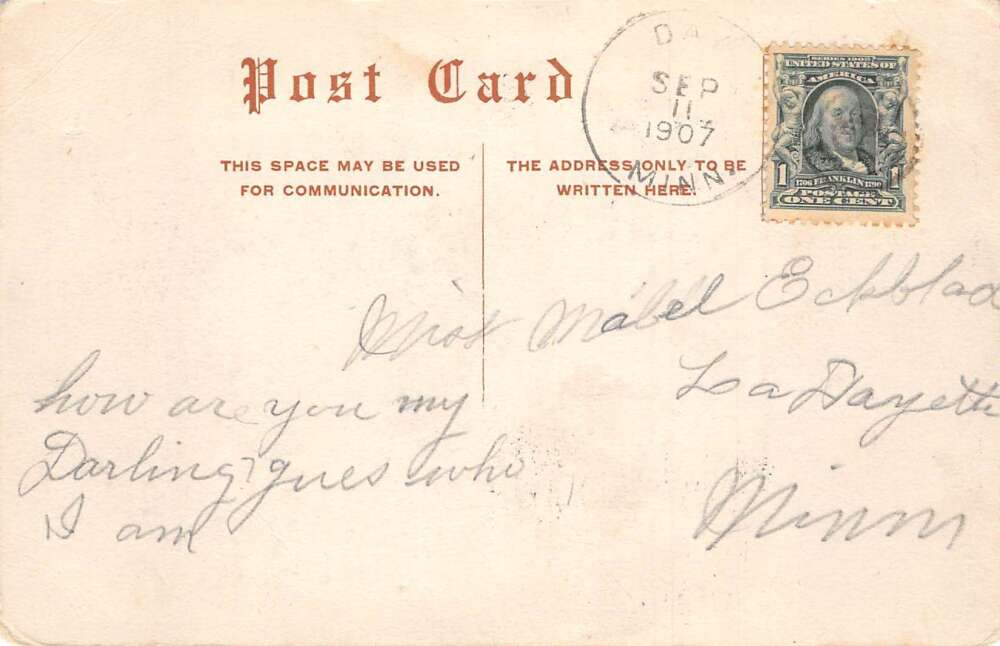 Post Card
THIS SPACE MAY BE USED
FOR COMMUNICATION.
THE ADDRESS ONLY TO BE
WRITTEN HERE.
SEP
11
1907
MINN.
SERIES 1902
UNITED STATES OF
AMERICA
1 1
1706 FRANKLIN 1790
POSTAGE
ONE CENT
Miss Mabel Eckblad
La Fayette
Minn
how are you my
Darling, gues who
I am